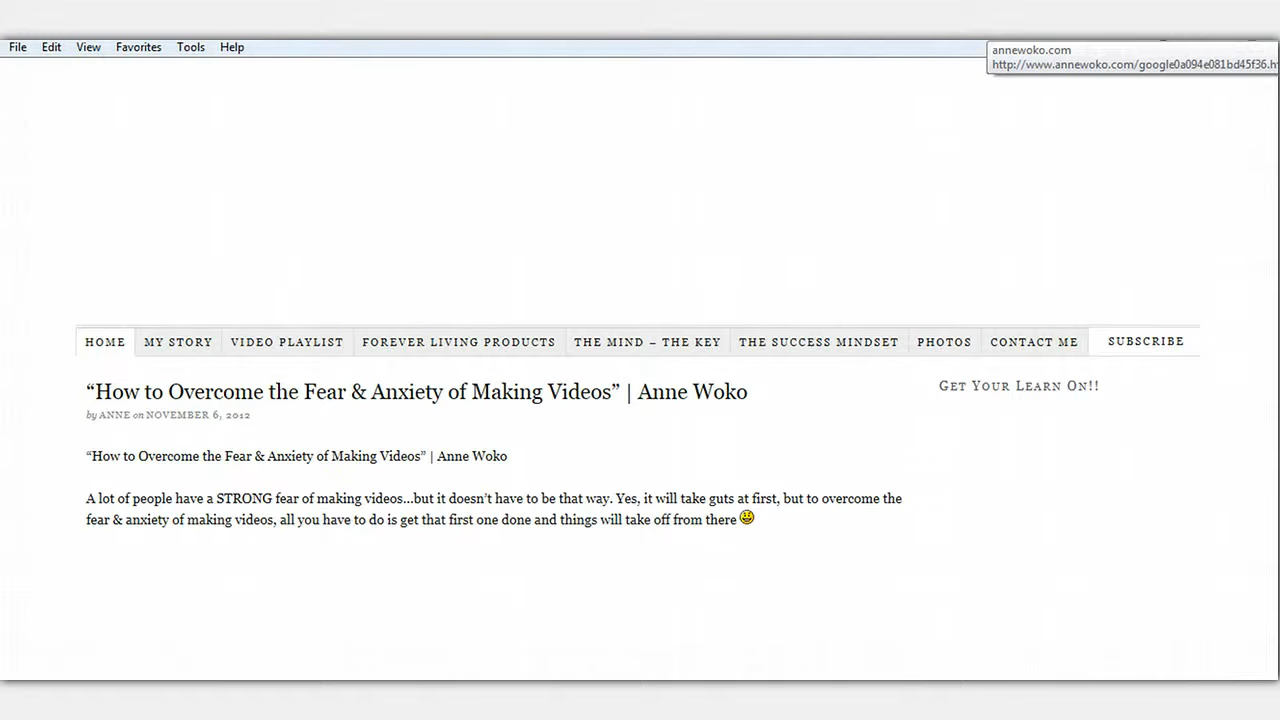 File Edit View Favorites Tools Help
annewoko.com
http://www.annewoko.com/google0a094e081bd45f36.h
HOME MY STORY VIDEO PLAYLIST FOREVER LIVING PRODUCTS THE MIND – THE KEY THE SUCCESS MINDSET PHOTOS CONTACT ME SUBSCRIBE
“How to Overcome the Fear & Anxiety of Making Videos” | Anne Woko
by ANNE on NOVEMBER 6, 2012
GET YOUR LEARN ON!!
“How to Overcome the Fear & Anxiety of Making Videos” | Anne Woko
A lot of people have a STRONG fear of making videos…but it doesn’t have to be that way. Yes, it will take guts at first, but to overcome the
fear & anxiety of making videos, all you have to do is get that first one done and things will take off from there